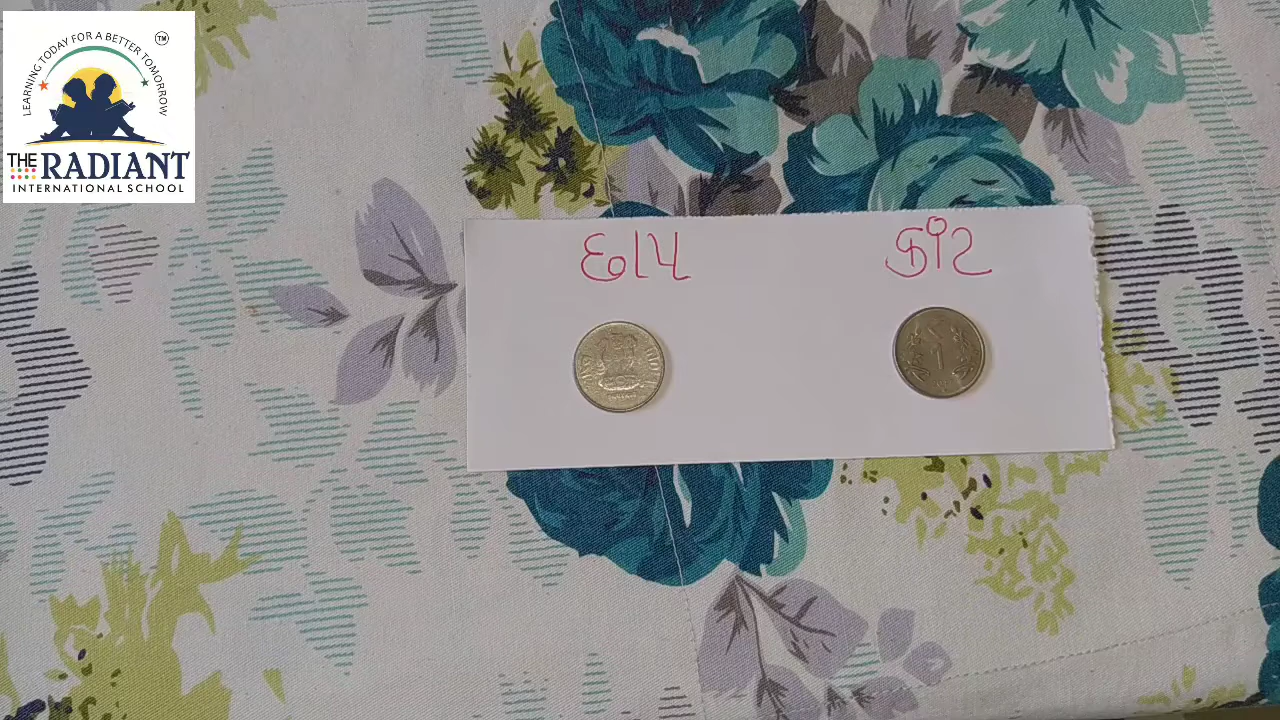 LEARNING TODAY FOR A BETTER TOMORROW
TM
THE RADIANT
INTERNATIONAL SCHOOL
છાપ
કાંટ